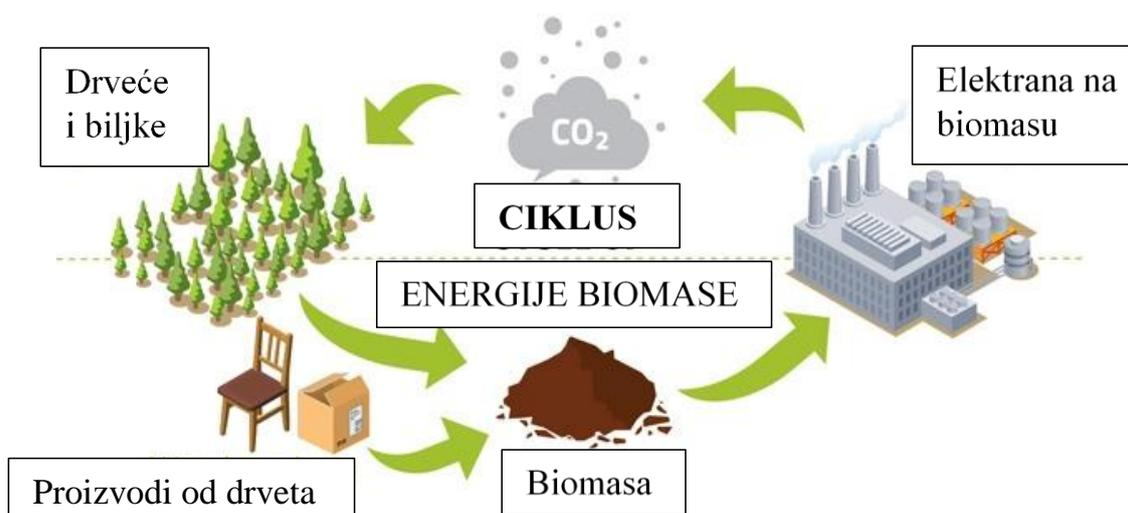 Drveće
i biljke
CO₂
Elektrana na
biomasu
CIKLUS
ENERGIJE BIOMASE
Proizvodi od drveta
Biomasa